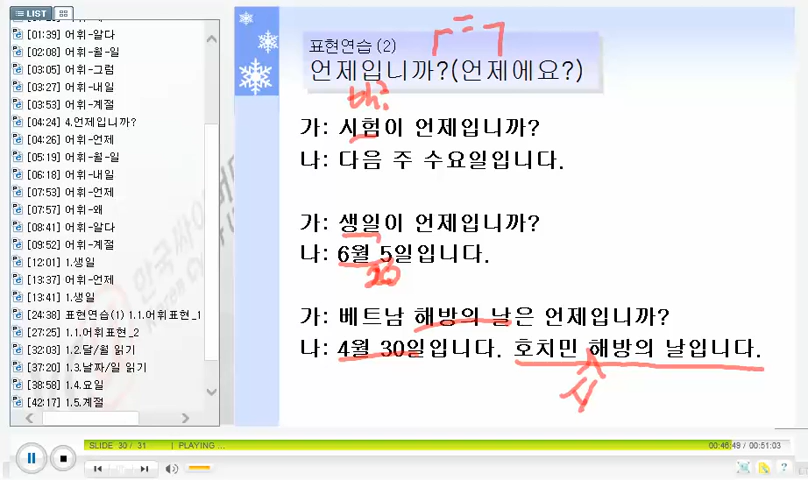 LIST
[01:39] 어휘-알다
[02:08] 어휘-월-일
[03:05] 어휘-그럼
[03:27] 어휘-내일
[03:53] 어휘-계절
[04:24] 4.언제입니까?
[04:26] 어휘-언제
[05:19] 어휘-월-일
[06:18] 어휘-내일
[07:53] 어휘-언제
[07:57] 어휘-왜
[08:41] 어휘-알다
[09:52] 어휘-계절
[12:01] 1.생일
[13:37] 어휘-언제
[13:41] 1.생일
[24:38] 표현연습(1) 1.1.어휘표현_1
[27:25] 1.1.어휘표현_2
[32:03] 1.2.달/월 읽기
[37:20] 1.3.날짜/일 읽기
[38:58] 1.4.요일
[42:17] 1.5.계절
표현연습(2)
언제입니까?(언제에요?)
가: 시험이 언제입니까?
나: 다음 주 수요일입니다.
가: 생일이 언제입니까?
나: 6월 5일입니다.
가: 베트남 해방의 날은 언제입니까?
나: 4월 30일입니다. 호치민 해방의 날입니다.
시
SLIDE 30 / 31 | PLAYING ...
00:46:49 / 00:51:03